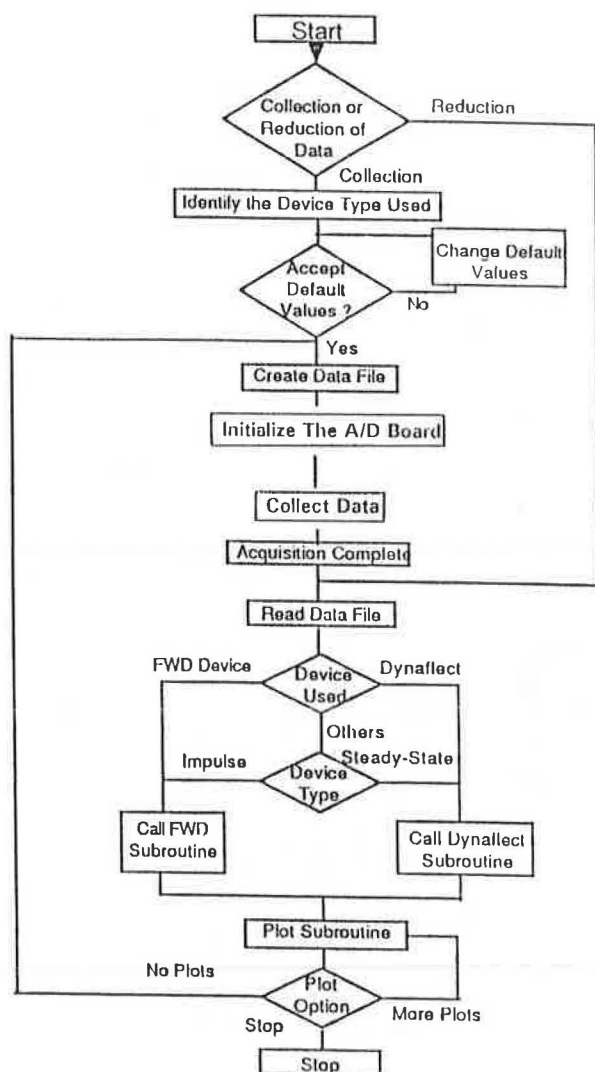 Start
Collection or
Reduction of
Data
Reduction
Collection
Identify the Device Type Used
Change Default
Values
Accept
Default
Values ?
No
Yes
Create Data File
Initialize The A/D Board
Collect Data
Acquisition Complete
Read Data File
FWD Device
Device
Used
Dynaflect
Others
Impulse
Steady-State
Device
Type
Call FWD
Subroutine
Call Dynaflect
Subroutine
Plot Subroutine
No Plots
Plot
Option
More Plots
Stop
Stop